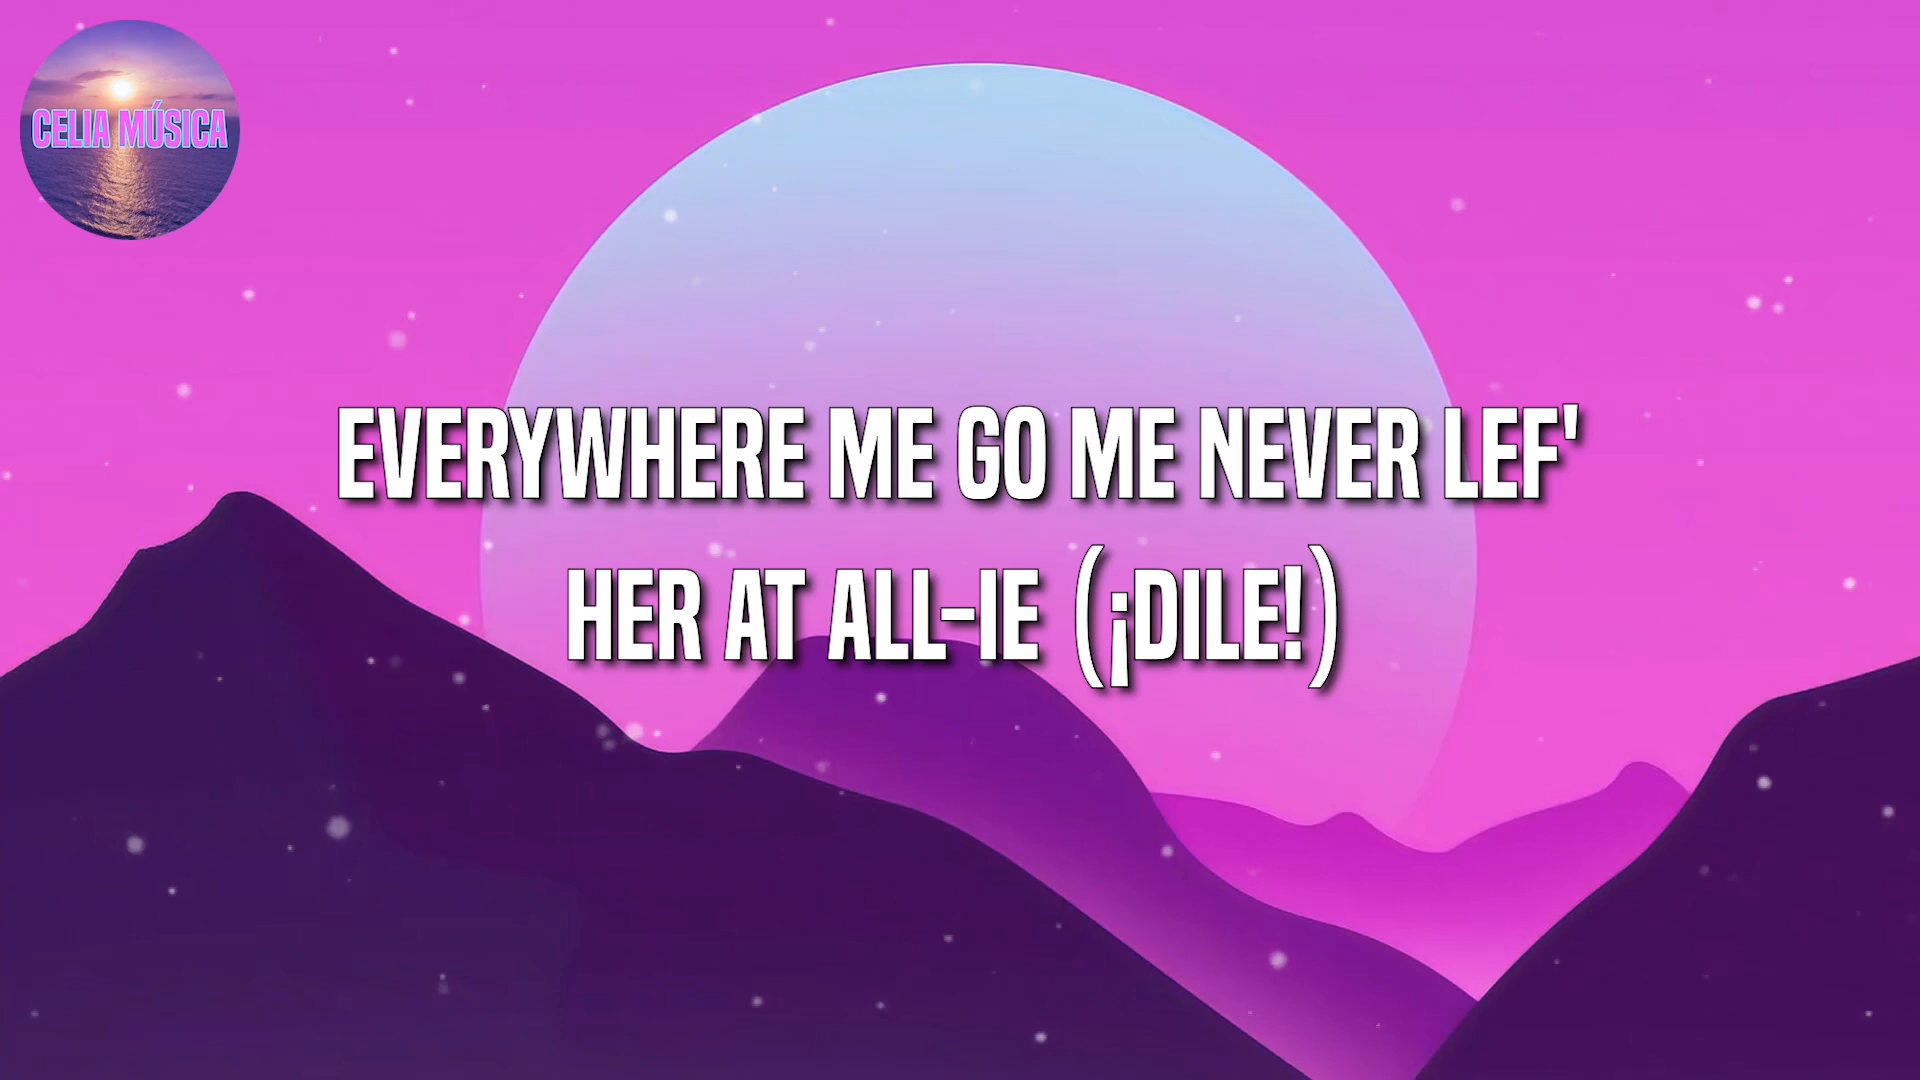 CELIA MÚSICA
EVERYWHERE ME GO ME NEVER LEF'
HER AT ALL-IE (¡DILE!)